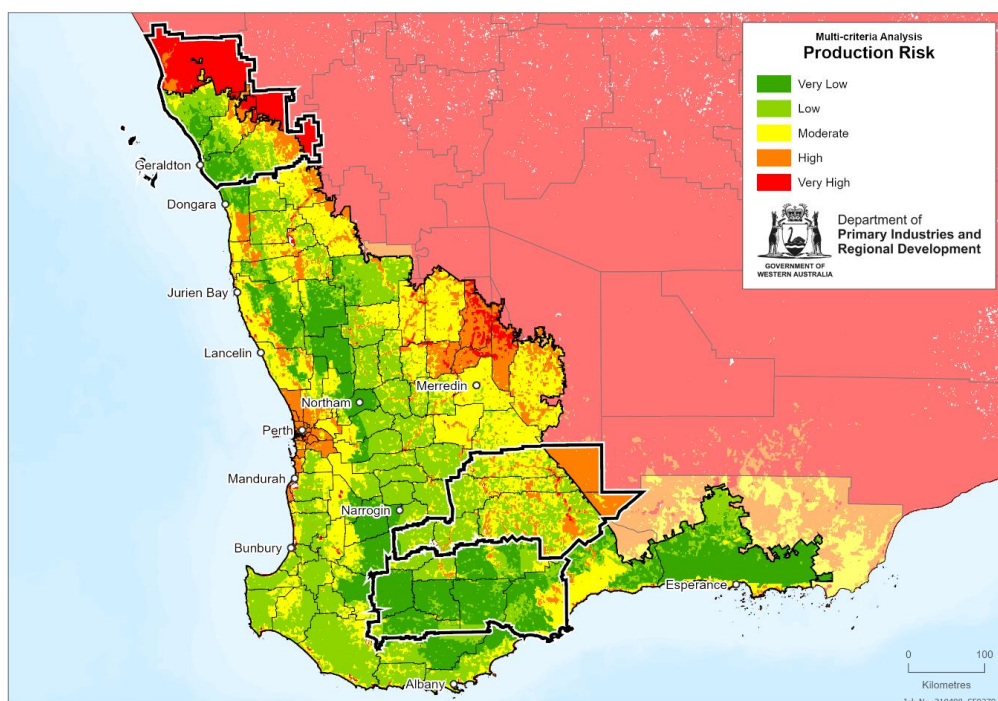 Multi-criteria Analysis
Production Risk
Very Low
Low
Moderate
High
Very High
Department of
Primary Industries and
Regional Development
GOVERNMENT OF
WESTERN AUSTRALIA
Geraldton
Dongara
Jurien Bay
Lancelin
Merredin
Northam
Perth
Mandurah
Narrogin
Bunbury
Esperance
Albany
0 100
Kilometres